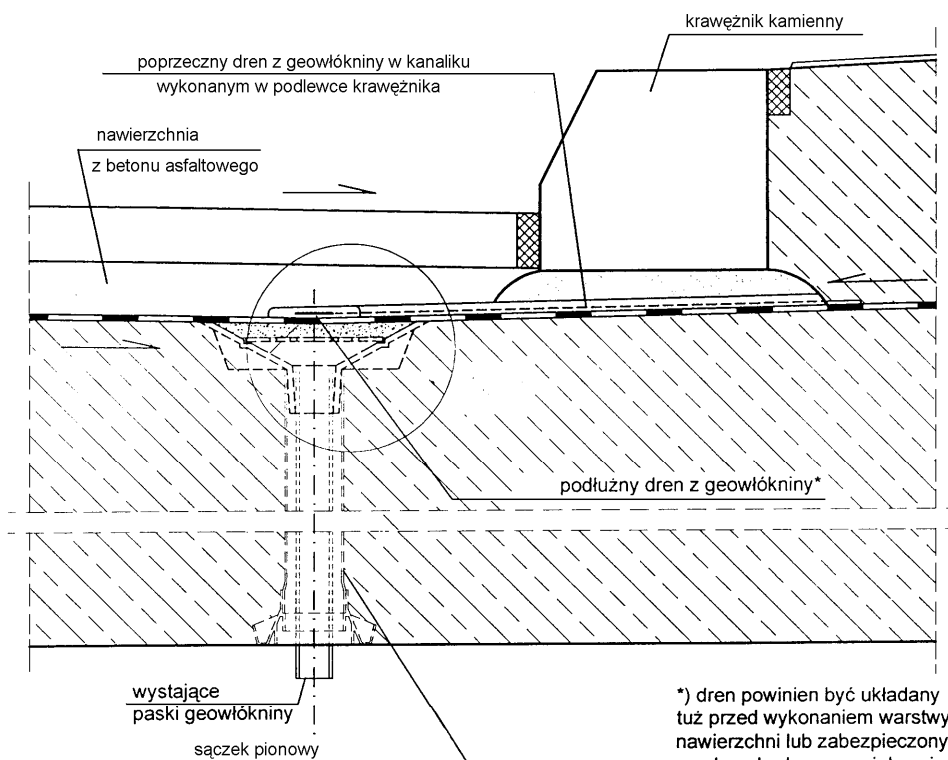 krawężnik kamienny
poprzeczny dren z geowłókniny w kanaliku
wykonanym w podlewce krawężnika
nawierzchnia
z betonu asfaltowego
podłużny dren z geowłókniny*
wystające
paski geowłókniny
sączek pionowy
*) dren powinien być układany
tuż przed wykonaniem warstwy
nawierzchni lub zabezpieczony